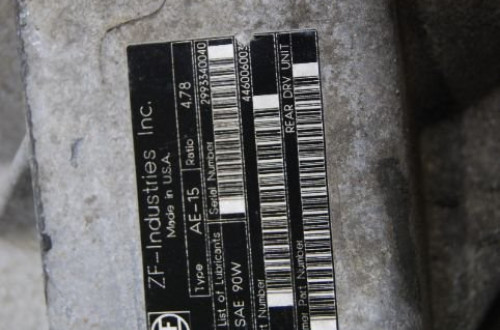 ZF-Industries Inc.
Made in U.S.A.
Type AE-15 Ratio 4.78
List of Lubricants Serial Number 2993340040
SAE 90W
Part Number 446006003
Part Number REAR DRV UNIT